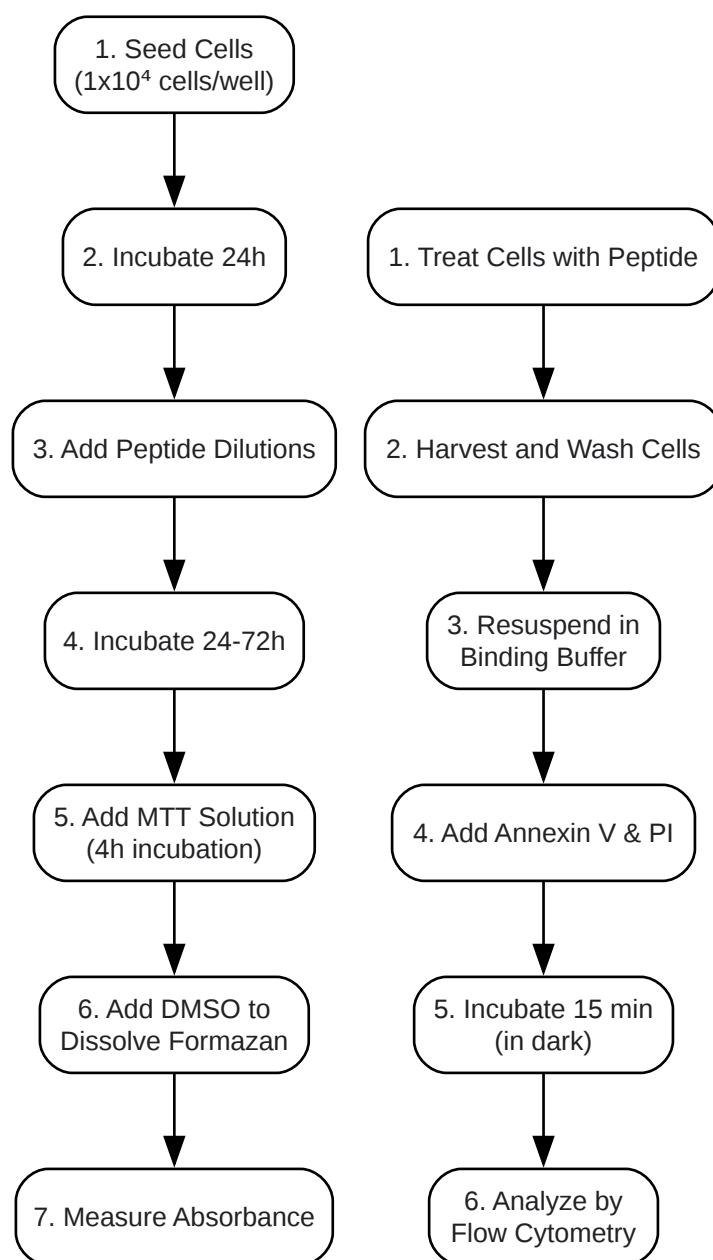 1. Seed Cells
(1x10⁴ cells/well)
2. Incubate 24h
3. Add Peptide Dilutions
4. Incubate 24-72h
5. Add MTT Solution
(4h incubation)
6. Add DMSO to
Dissolve Formazan
7. Measure Absorbance
1. Treat Cells with Peptide
2. Harvest and Wash Cells
3. Resuspend in
Binding Buffer
4. Add Annexin V & PI
5. Incubate 15 min
(in dark)
6. Analyze by
Flow Cytometry